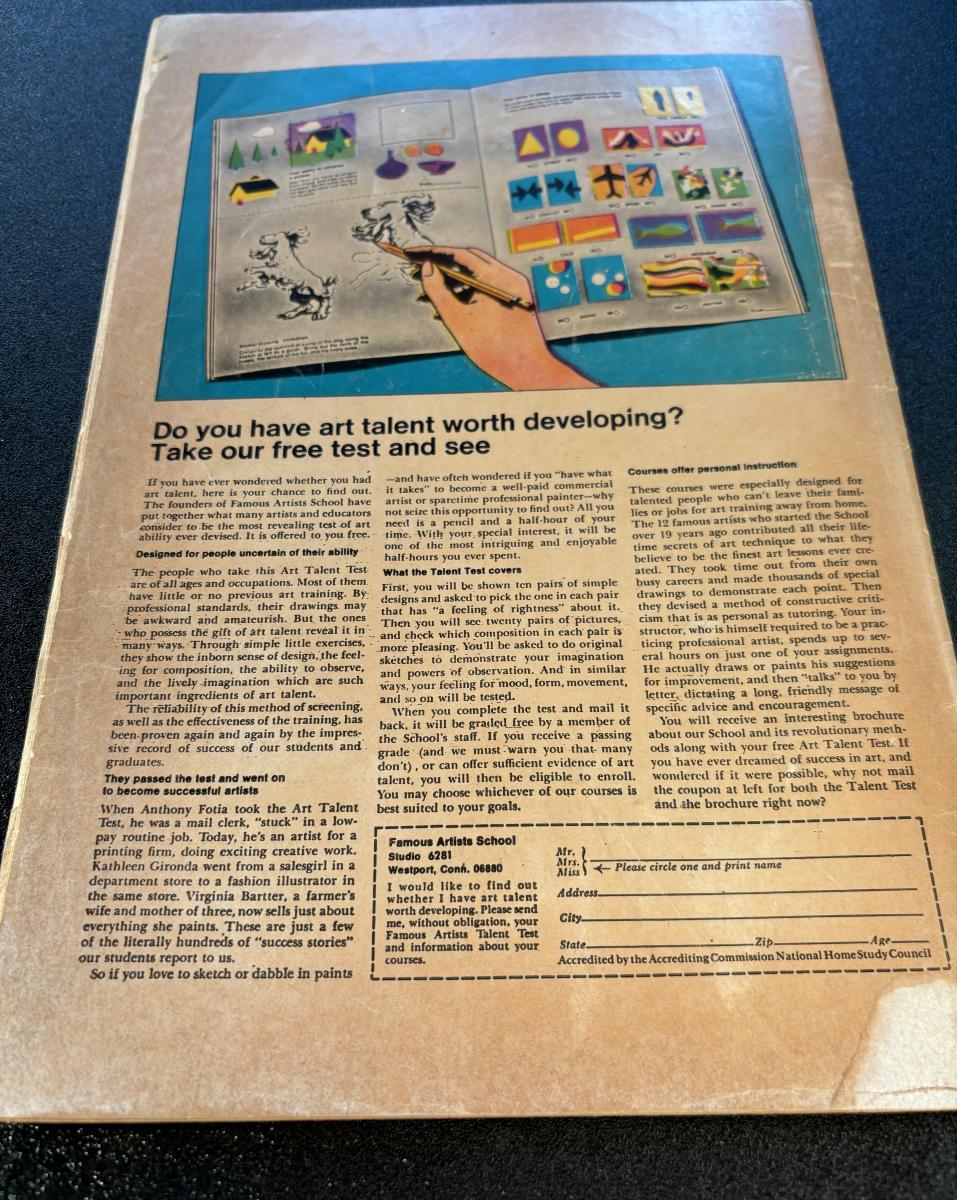 Do you have art talent worth developing?
Take our free test and see
If you have ever wondered whether you had
art talent, here is your chance to find out.
The founders of Famous Artists School have
put together what many artists and educators
consider to be the most revealing test of art
ability ever devised. It is offered to you free.
Designed for people uncertain of their ability
The people who take this Art Talent Test
are of all ages and occupations. Most of them
have little or no previous art training. By
professional standards, their drawings may
be awkward and amateurish. But the ones
who possess the gift of art talent reveal it in
many ways. Through simple little exercises,
they show the inborn sense of design, the feel-
ing for composition, the ability to observe,
and the lively imagination which are such
important ingredients of art talent.
The reliability of this method of screening,
as well as the effectiveness of the training, has
been proven again and again by the impres-
sive record of success of our students and
graduates.
They passed the test and went on
to become successful artists
When Anthony Fotia took the Art Talent
Test, he was a mail clerk, "stuck" in a low-
pay routine job. Today, he's an artist for a
printing firm, doing exciting creative work.
Kathleen Gironda went from a salesgirl in a
department store to a fashion illustrator in
the same store. Virginia Bartter, a farmer's
wife and mother of three, now sells just about
everything she paints. These are just a few
of the literally hundreds of "success stories"
our students report to us.
So if you love to sketch or dabble in paints
—and have often wondered if you "have what
it takes" to become a well-paid commercial
artist or sparetime professional painter—why
not seize this opportunity to find out? All you
need is a pencil and a half-hour of your
time. With your special interest, it will be
one of the most intriguing and enjoyable
half-hours you ever spent.
What the Talent Test covers
First, you will be shown ten pairs of simple
designs and asked to pick the one in each pair
that has "a feeling of rightness" about it.
Then you will see twenty pairs of pictures,
and check which composition in each pair is
more pleasing. You'll be asked to do original
sketches to demonstrate your imagination
and powers of observation. And in similar
ways, your feeling for mood, form, movement,
and so on will be tested.
When you complete the test and mail it
back, it will be graded free by a member of
the School's staff. If you receive a passing
grade (and we must warn you that many
don't), or can offer sufficient evidence of art
talent, you will then be eligible to enroll.
You may choose whichever of our courses is
best suited to your goals.
Courses offer personal instruction
These courses were especially designed for
talented people who can't leave their fami-
lies or jobs for art training away from home.
The 12 famous artists who started the School
over 19 years ago contributed all their life-
time secrets of art technique to what they
believe to be the finest art lessons ever cre-
ated. They took time out from their own
busy careers and made thousands of special
drawings to demonstrate each point. Then
they devised a method of constructive criti-
cism that is as personal as tutoring. Your in-
structor, who is himself required to be a prac-
ticing professional artist, spends up to sev-
eral hours on just one of your assignments.
He actually draws or paints his suggestions
for improvement, and then "talks" to you by
letter, dictating a long, friendly message of
specific advice and encouragement.
You will receive an interesting brochure
about our School and its revolutionary meth-
ods along with your free Art Talent Test. If
you have ever dreamed of success in art, and
wondered if it were possible, why not mail
the coupon at left for both the Talent Test
and the brochure right now?
Famous Artists School
Studio 6281
Westport, Conn. 06880
I would like to find out
whether I have art talent
worth developing. Please send
me, without obligation, your
Famous Artists Talent Test
and information about your
courses.
Mr.
Mrs.
Miss
Please circle one and print name
Address
City
State Zip Age
Accredited by the Accrediting Commission National Home Study Council